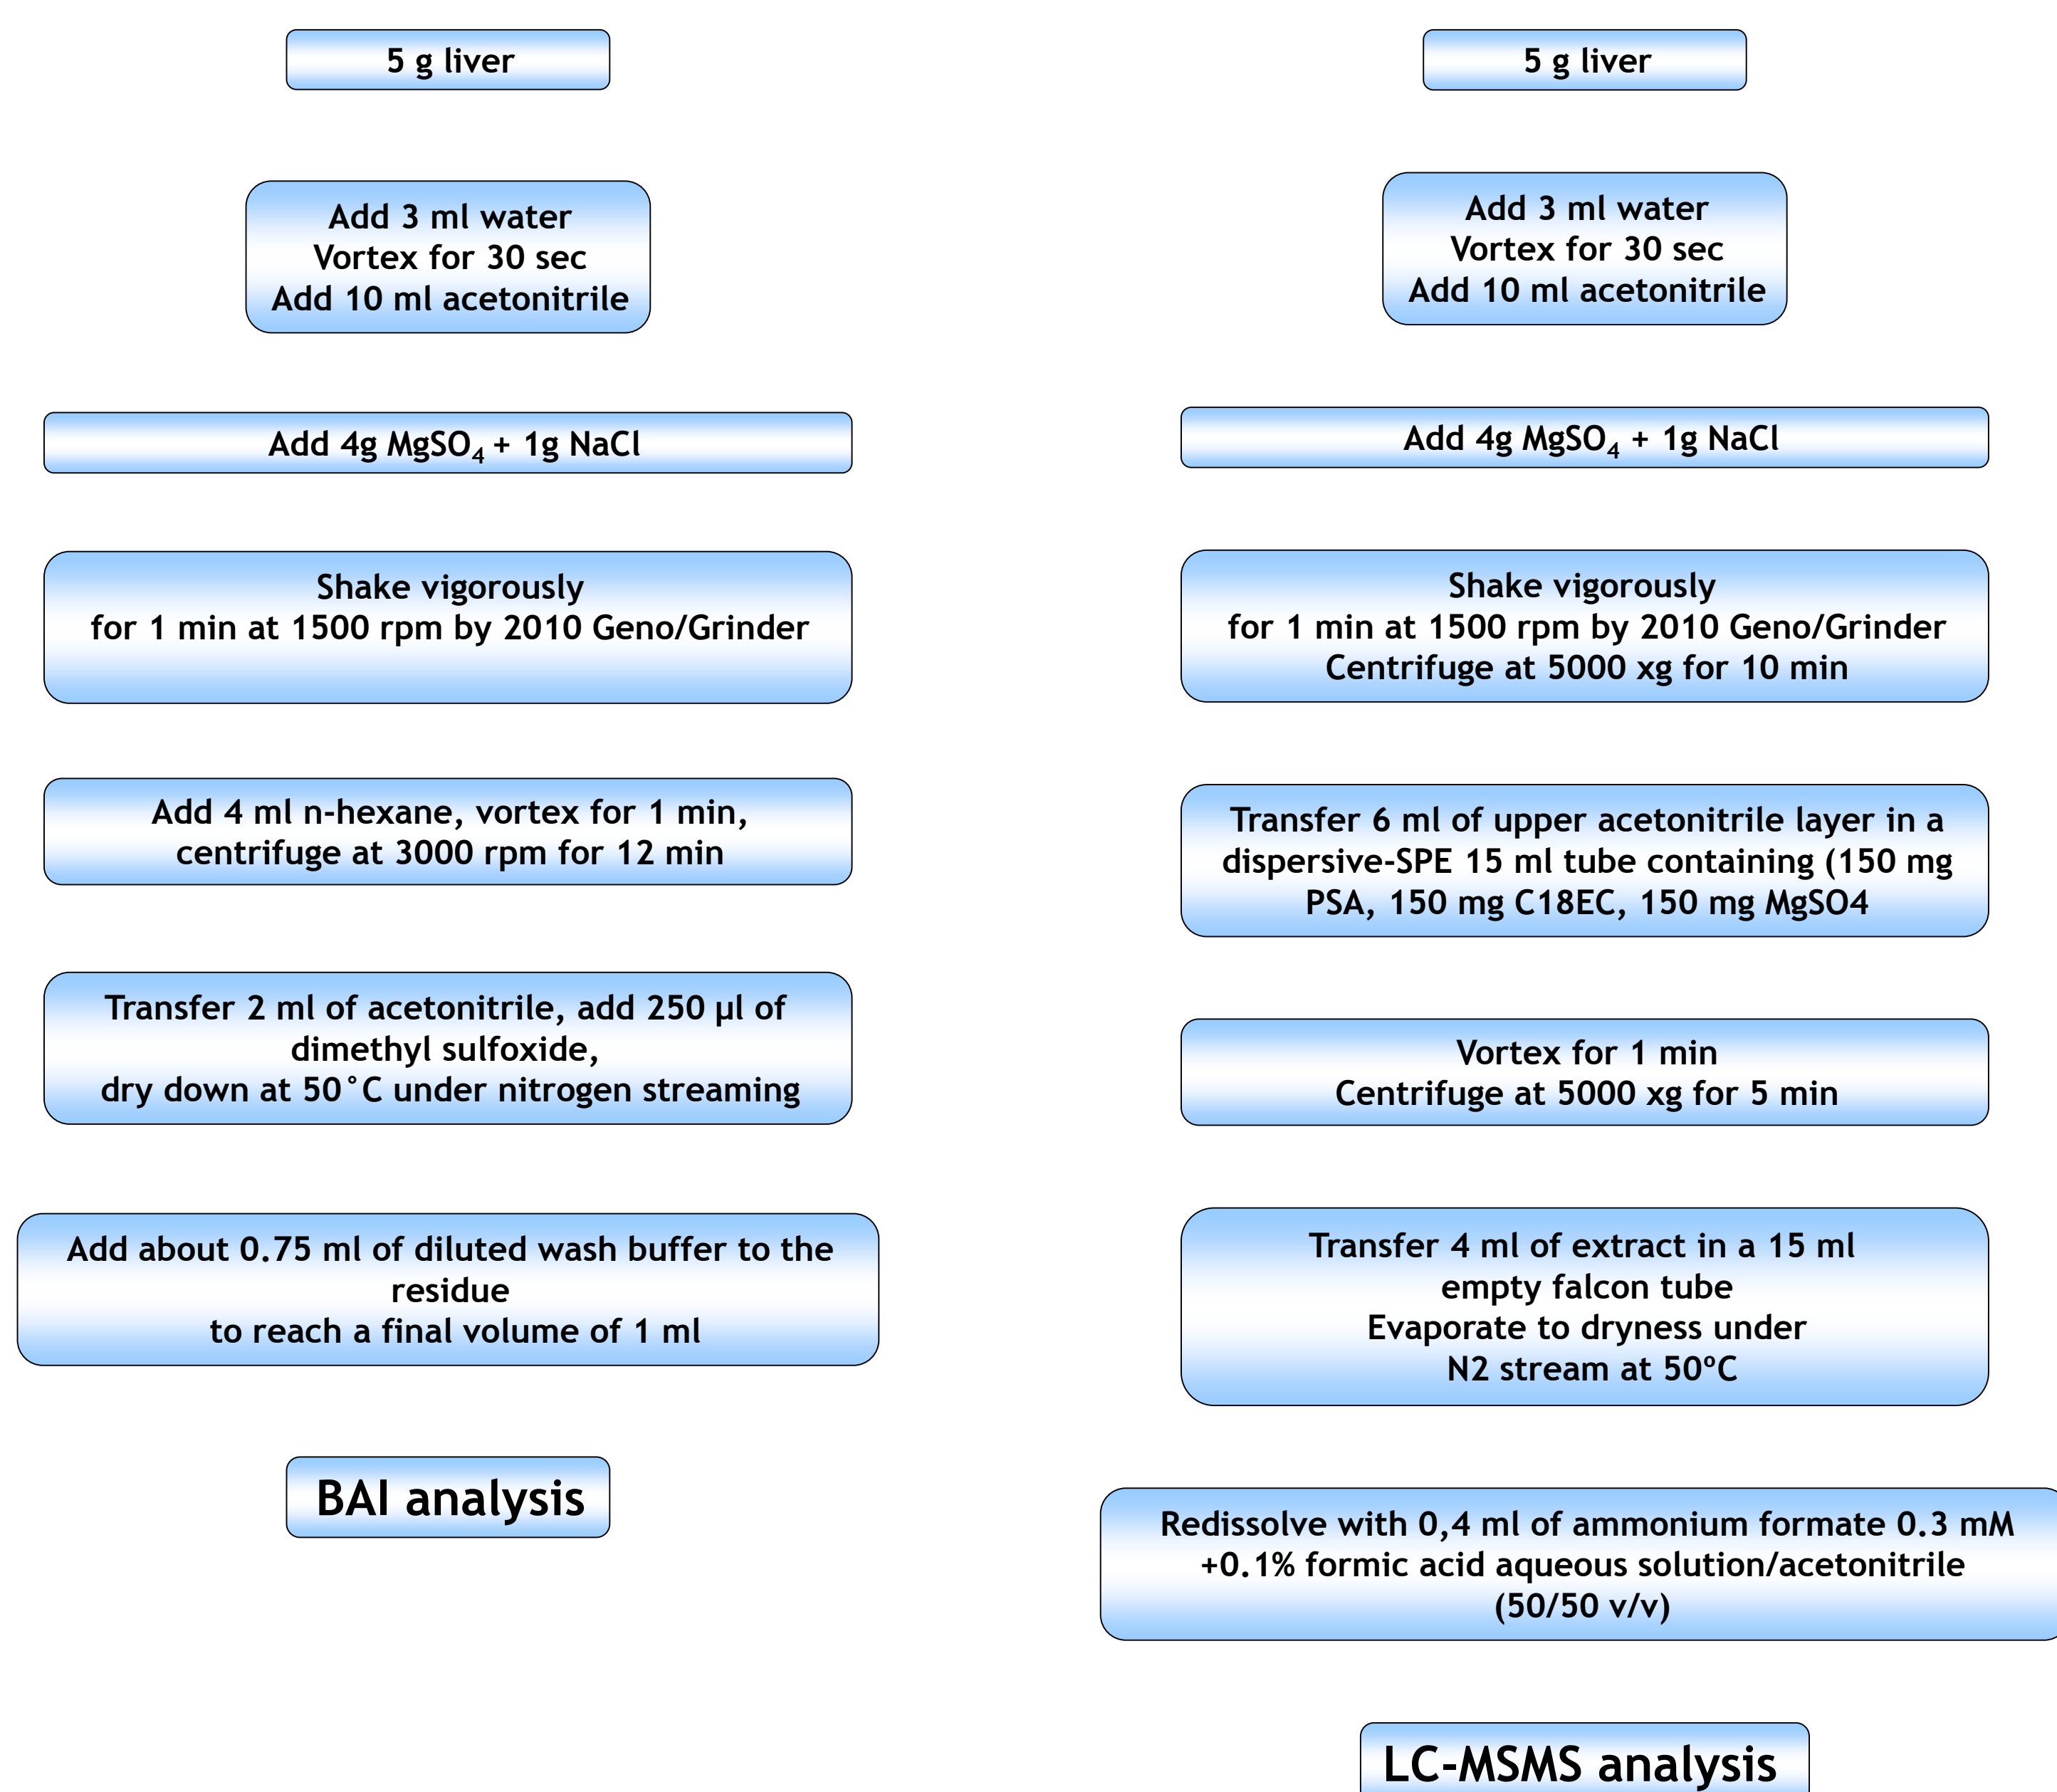 5 g liver
Add 3 ml water
Vortex for 30 sec
Add 10 ml acetonitrile
Add 4g MgSO₄ + 1g NaCl
Shake vigorously
for 1 min at 1500 rpm by 2010 Geno/Grinder
Add 4 ml n-hexane, vortex for 1 min,
centrifuge at 3000 rpm for 12 min
Transfer 2 ml of acetonitrile, add 250 µl of
dimethyl sulfoxide,
dry down at 50°C under nitrogen streaming
Add about 0.75 ml of diluted wash buffer to the
residue
to reach a final volume of 1 ml
BAI analysis
5 g liver
Add 3 ml water
Vortex for 30 sec
Add 10 ml acetonitrile
Add 4g MgSO₄ + 1g NaCl
Shake vigorously
for 1 min at 1500 rpm by 2010 Geno/Grinder
Centrifuge at 5000 xg for 10 min
Transfer 6 ml of upper acetonitrile layer in a
dispersive-SPE 15 ml tube containing (150 mg
PSA, 150 mg C18EC, 150 mg MgSO4
Vortex for 1 min
Centrifuge at 5000 xg for 5 min
Transfer 4 ml of extract in a 15 ml
empty falcon tube
Evaporate to dryness under
N2 stream at 50ºC
Redissolve with 0,4 ml of ammonium formate 0.3 mM
+0.1% formic acid aqueous solution/acetonitrile
(50/50 v/v)
LC-MSMS analysis